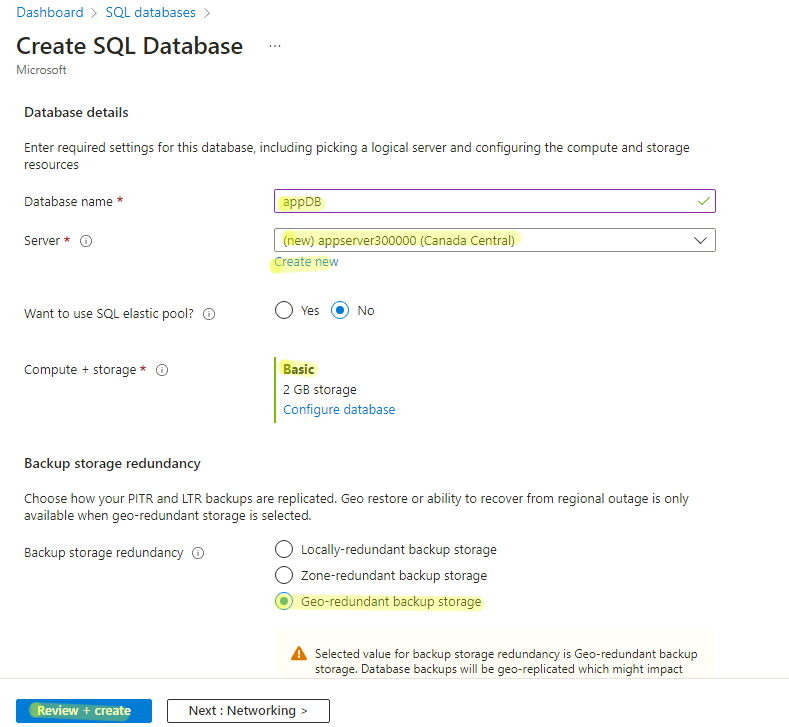 Dashboard > SQL databases >
Create SQL Database ...
Microsoft
Database details
Enter required settings for this database, including picking a logical server and configuring the compute and storage
resources
Database name *
appDB
Server *
(new) appserver300000 (Canada Central)
Create new
Want to use SQL elastic pool?
Yes
No
Compute + storage *
Basic
2 GB storage
Configure database
Backup storage redundancy
Choose how your PITR and LTR backups are replicated. Geo restore or ability to recover from regional outage is only
available when geo-redundant storage is selected.
Backup storage redundancy
Locally-redundant backup storage
Zone-redundant backup storage
Geo-redundant backup storage
Selected value for backup storage redundancy is Geo-redundant backup
storage. Database backups will be geo-replicated which might impact
Review + create
Next : Networking >